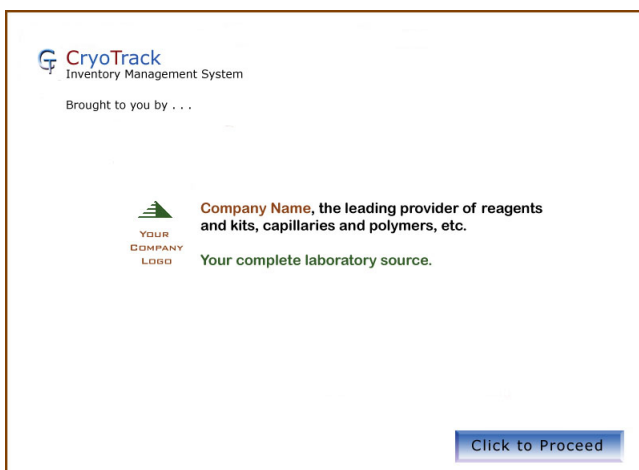 CryoTrack
Inventory Management System
Brought to you by . . .
Company Name, the leading provider of reagents
and kits, capillaries and polymers, etc.
YOUR
COMPANY
LOGO
Your complete laboratory source.
Click to Proceed